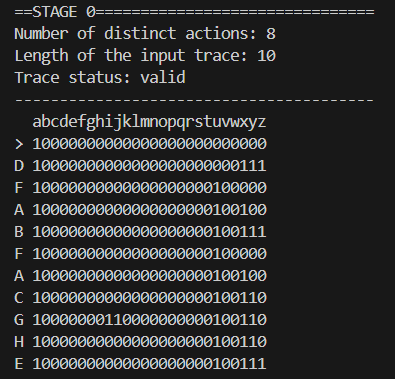 ==STAGE 0===============================
Number of distinct actions: 8
Length of the input trace: 10
Trace status: valid
----------------------------------------
  abcdefghijklmnopqrstuvwxyz
> 10000000000000000000000000
D 10000000000000000000000111
F 10000000000000000000100000
A 10000000000000000000100100
B 10000000000000000000100111
F 10000000000000000000100000
A 10000000000000000000100100
C 10000000000000000000100110
G 10000000110000000000100110
H 10000000000000000000100110
E 10000000000000000000100111